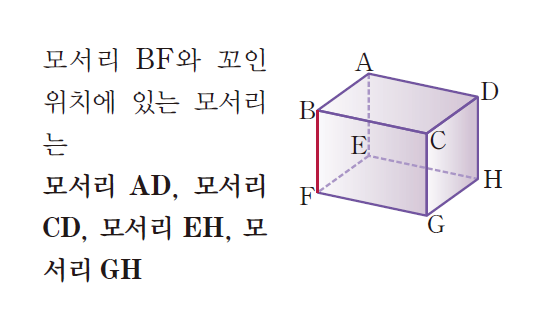 모서리 BF와 꼬인
위치에 있는 모서리
는
모서리 AD, 모서리
CD, 모서리 EH, 모
서리 GH
A
D
B
C
E
H
F
G